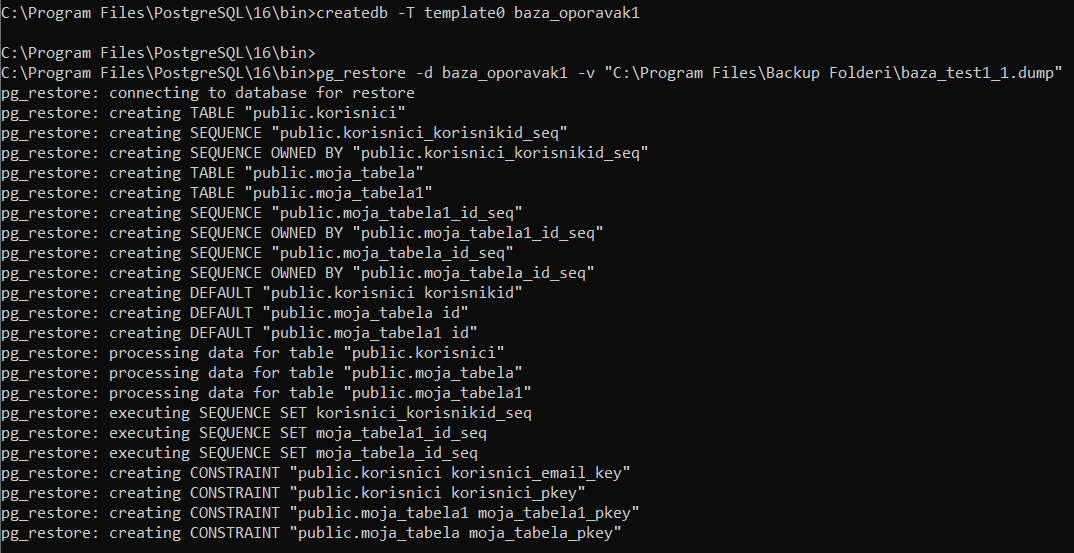 C:\Program Files\PostgreSQL\16\bin>createdb -T template0 baza_oporavak1
C:\Program Files\PostgreSQL\16\bin>
C:\Program Files\PostgreSQL\16\bin>pg_restore -d baza_oporavak1 -v "C:\Program Files\Backup Folderi\baza_test1_1.dump"
pg_restore: connecting to database for restore
pg_restore: creating TABLE "public.korisnici"
pg_restore: creating SEQUENCE "public.korisnici_korisnikid_seq"
pg_restore: creating SEQUENCE OWNED BY "public.korisnici_korisnikid_seq"
pg_restore: creating TABLE "public.moja_tabela"
pg_restore: creating TABLE "public.moja_tabela1"
pg_restore: creating SEQUENCE "public.moja_tabela1_id_seq"
pg_restore: creating SEQUENCE OWNED BY "public.moja_tabela1_id_seq"
pg_restore: creating SEQUENCE "public.moja_tabela_id_seq"
pg_restore: creating SEQUENCE OWNED BY "public.moja_tabela_id_seq"
pg_restore: creating DEFAULT "public.korisnici korisnikid"
pg_restore: creating DEFAULT "public.moja_tabela id"
pg_restore: creating DEFAULT "public.moja_tabela1 id"
pg_restore: processing data for table "public.korisnici"
pg_restore: processing data for table "public.moja_tabela"
pg_restore: processing data for table "public.moja_tabela1"
pg_restore: executing SEQUENCE SET korisnici_korisnikid_seq
pg_restore: executing SEQUENCE SET moja_tabela1_id_seq
pg_restore: executing SEQUENCE SET moja_tabela_id_seq
pg_restore: creating CONSTRAINT "public.korisnici korisnici_email_key"
pg_restore: creating CONSTRAINT "public.korisnici korisnici_pkey"
pg_restore: creating CONSTRAINT "public.moja_tabela1 moja_tabela1_pkey"
pg_restore: creating CONSTRAINT "public.moja_tabela moja_tabela_pkey"